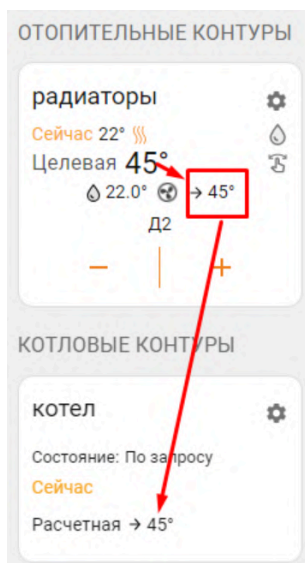 ОТОПИТЕЛЬНЫЕ КОНТУРЫ
радиаторы
Сейчас 22°
Целевая 45°
22.0° → 45°
Д2
− +
КОТЛОВЫЕ КОНТУРЫ
котел
Состояние: По запросу
Сейчас
Расчетная → 45°